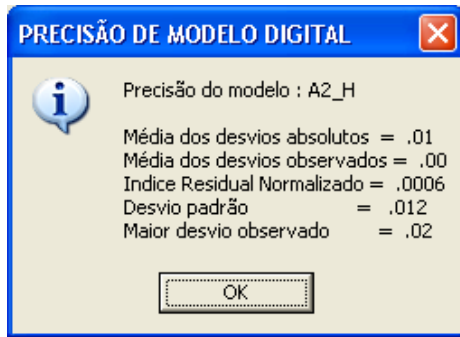 PRECISÃO DE MODELO DIGITAL
Precisão do modelo : A2_H
Média dos desvios absolutos = .01
Média dos desvios observados = .00
Indice Residual Normalizado = .0006
Desvio padrão = .012
Maior desvio observado = .02
OK